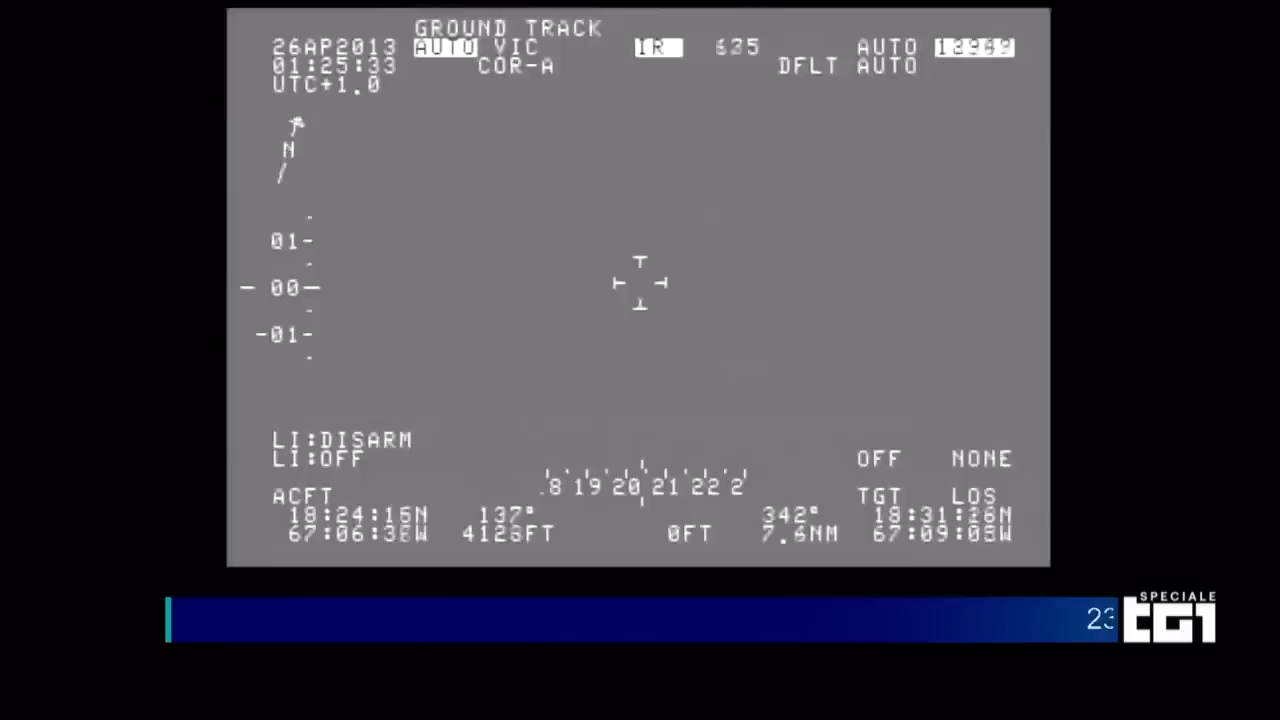 GROUND TRACK
26AP2013 AUTO VIC IR 625 AUTO
01:25:33 COR-A DFLT AUTO
UTC+1.0
N
01-
- 00-
-01-
LI:DISARM
LI:OFF OFF NONE
.8 19 20 21 22 2
ACFT TGT LOS
18:24:15N 137° 342° 18:31:26N
67:06:36W 4128FT 0FT 7.6NM 67:09:05W
23
SPECIALE
tG1